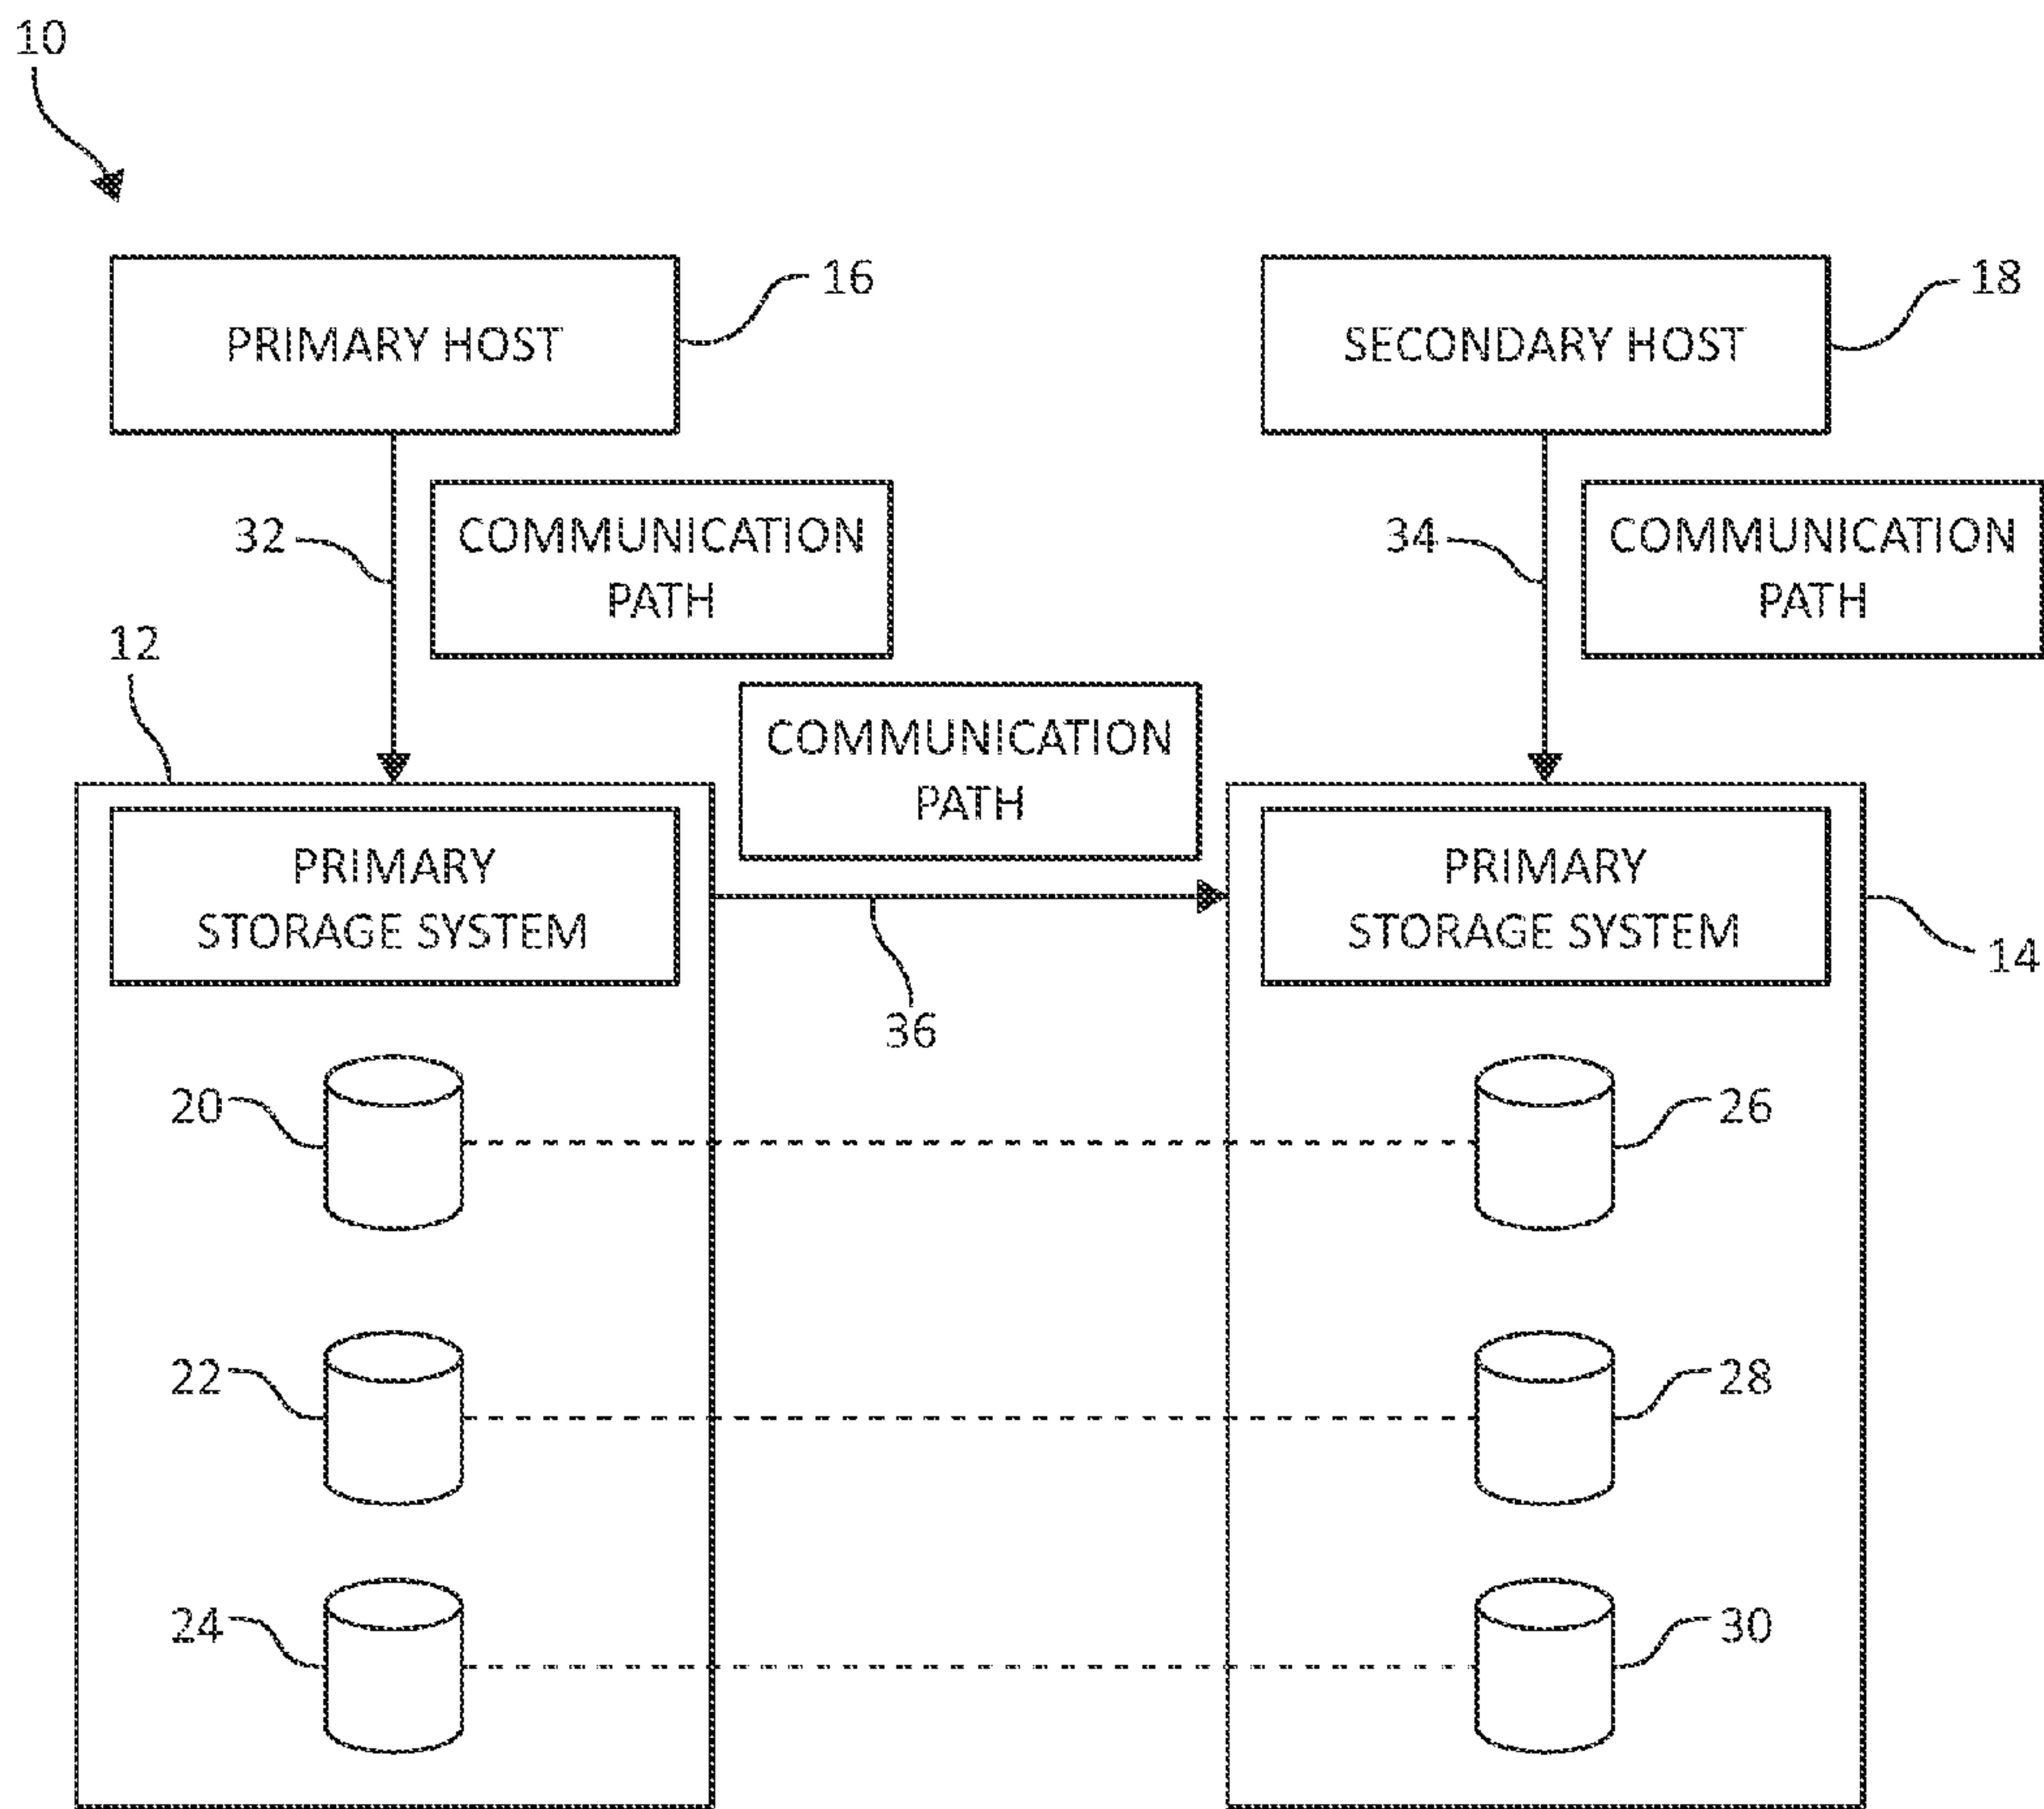 10
PRIMARY HOST
16
SECONDARY HOST
18
32
COMMUNICATION
PATH
34
COMMUNICATION
PATH
12
COMMUNICATION
PATH
PRIMARY
STORAGE SYSTEM
36
PRIMARY
STORAGE SYSTEM
14
20
26
22
28
24
30